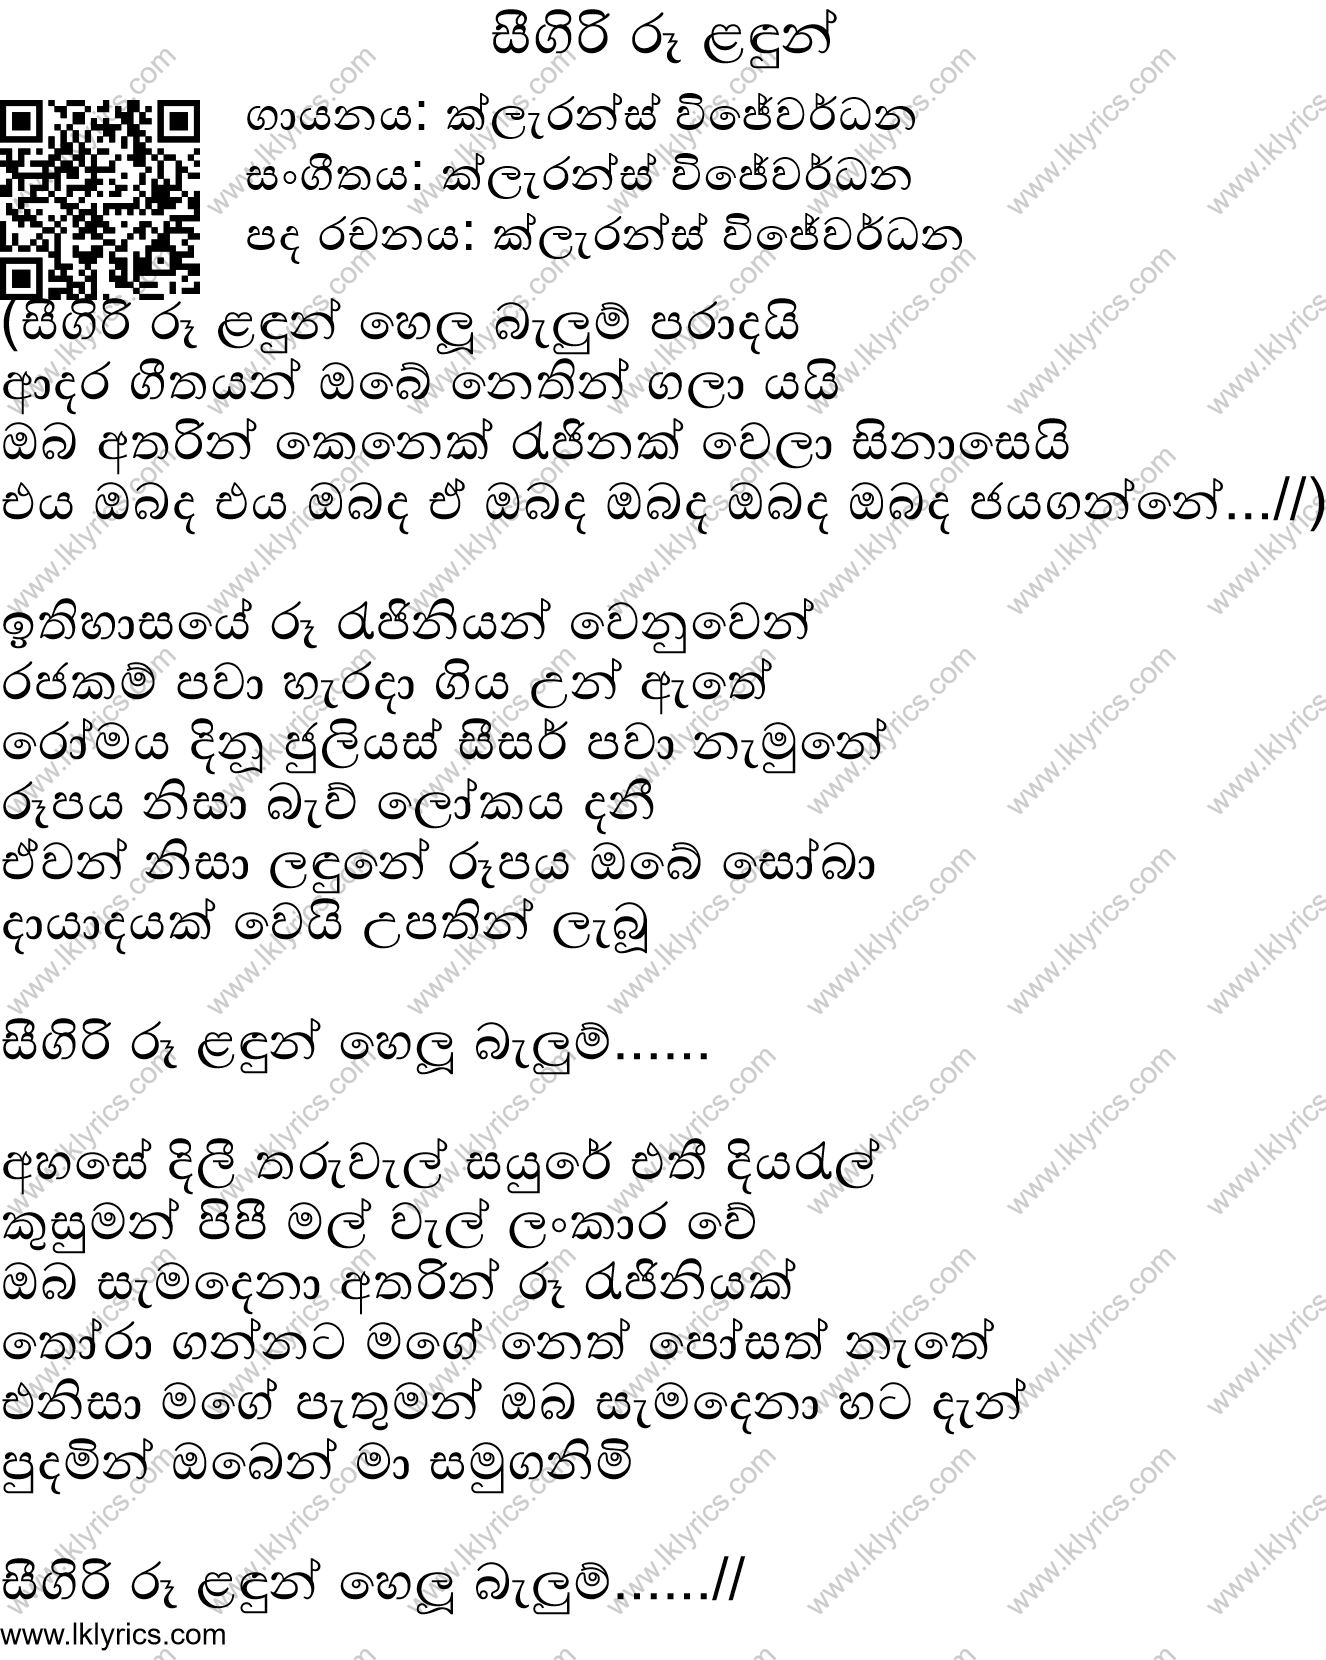 සීගිරි රූ ළඳුන්
ගායනය: ක්ලැරන්ස් විජේවර්ධන
සංගීතය: ක්ලැරන්ස් විජේවර්ධන
පද රචනය: ක්ලැරන්ස් විජේවර්ධන
(සීගිරි රූ ළඳුන් හෙලූ බැලුම් පරාදයි
ආදර ගීතයන් ඔබේ නෙතින් ගලා යයි
ඔබ අතරින් කෙනෙක් රැජිනක් වෙලා සිනාසෙයි
එය ඔබද එය ඔබද ඒ ඔබද ඔබද ඔබද ඔබද ජයගන්නේ...//)
ඉතිහාසයේ රූ රැජිනියන් වෙනුවෙන්
රජකම් පවා හැරදා ගිය උන් ඇතේ
රෝමය දිනූ ජුලියස් සීසර් පවා නැමුනේ
රූපය නිසා බැව් ලෝකය දනී
ඒවන් නිසා ලඳුනේ රූපය ඔබේ සෝබා
දායාදයක් වෙයි උපතින් ලැබූ
සීගිරි රූ ළඳුන් හෙලූ බැලුම්......
අහසේ දිලී තරුවැල් සයුරේ එතී දියරැල්
කුසුමන් පිපී මල් වැල් ලංකාර වේ
ඔබ සැමදෙනා අතරින් රූ රැජිනියක්
තෝරා ගන්නට මගේ නෙත් පෝසත් නැතේ
එනිසා මගේ පැතුමන් ඔබ සැමදෙනා හට දැන්
පුදමින් ඔබෙන් මා සමුගනිමි
සීගිරි රූ ළඳුන් හෙලූ බැලුම්......//
www.lklyrics.com